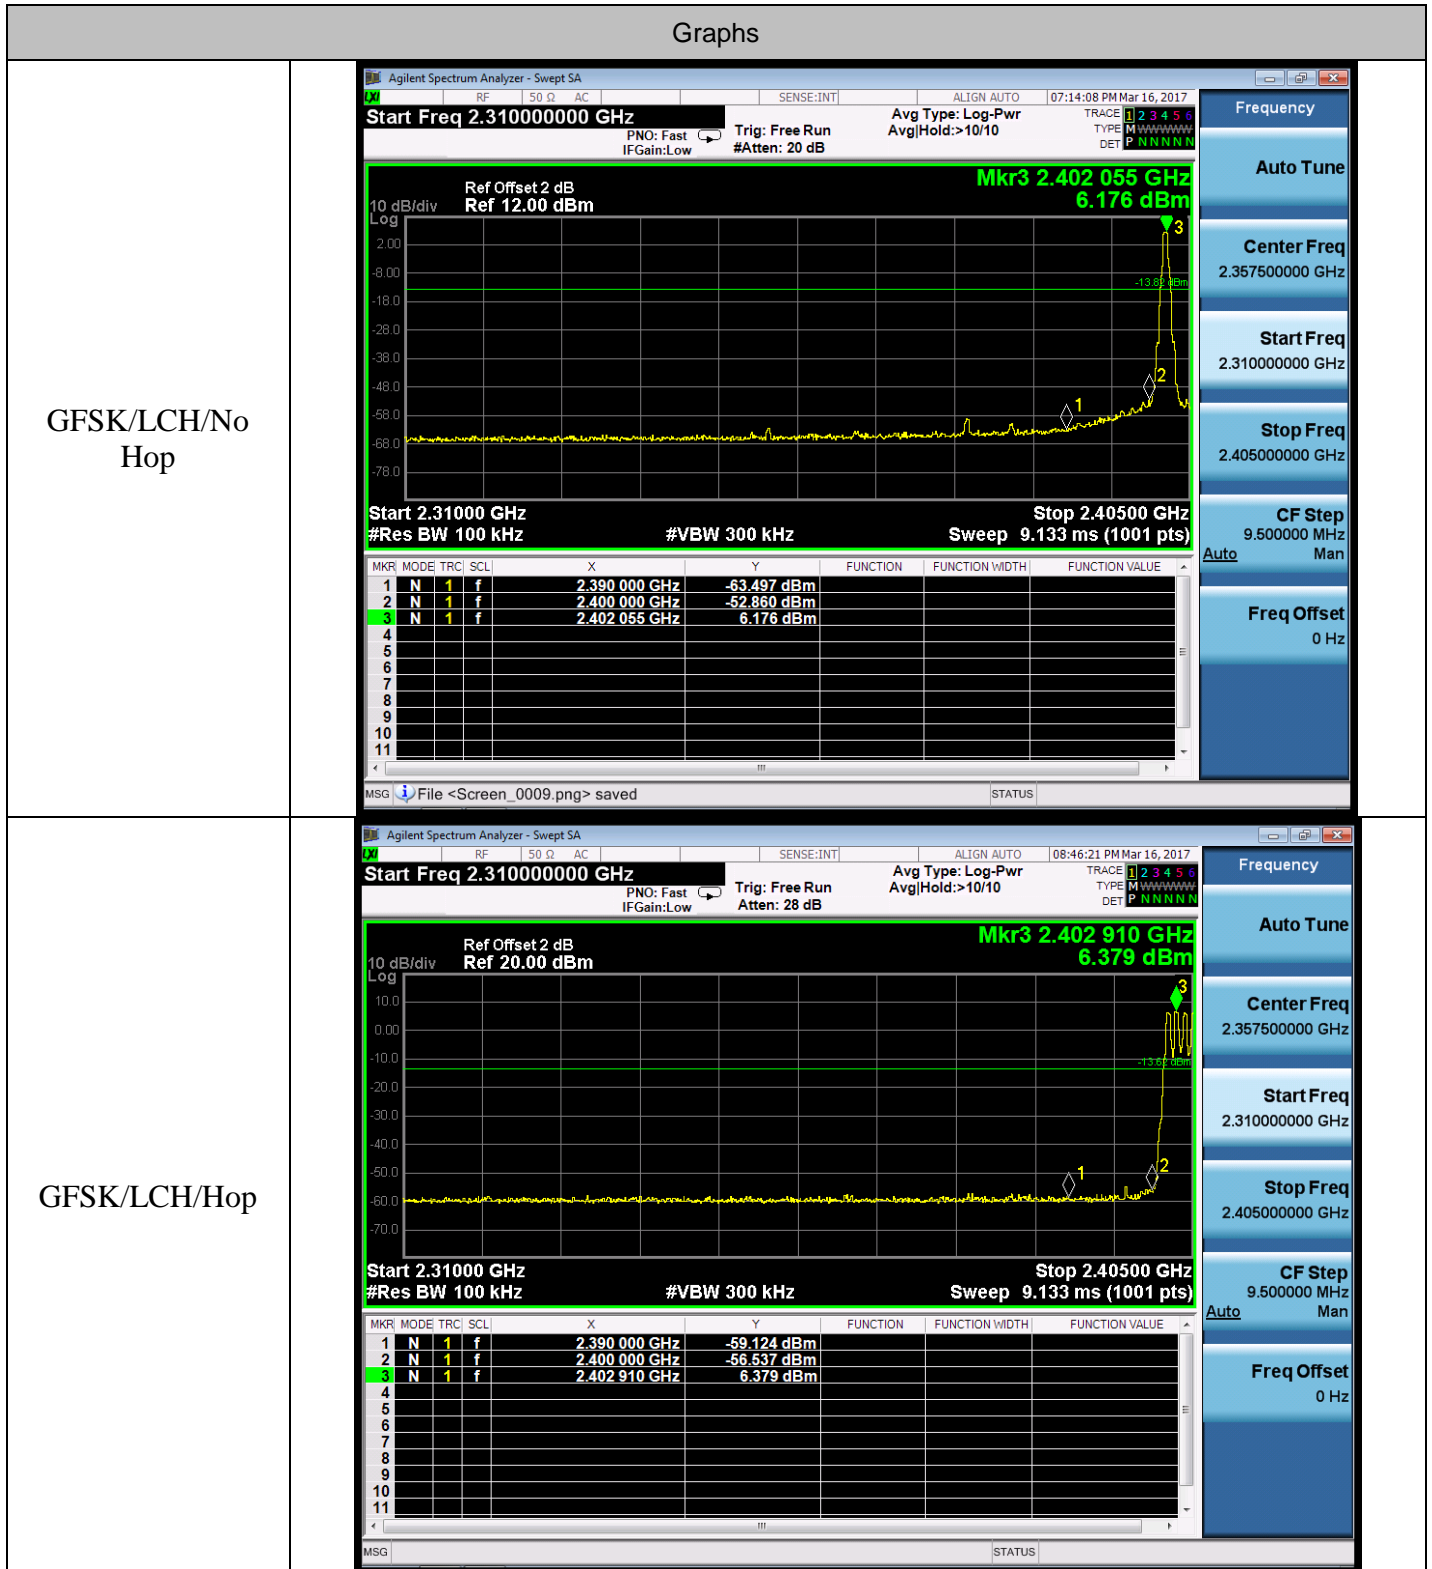 Graphs
GFSK/LCH/No
Hop
Agilent Spectrum Analyzer - Swept SA
LXI RF 50 Ω AC SENSE:INT ALIGN AUTO 07:14:08 PM Mar 16, 2017
Start Freq 2.310000000 GHz
PNO: Fast
IFGain:Low
Trig: Free Run
#Atten: 20 dB
Avg Type: Log-Pwr
Avg|Hold:>10/10
TRACE 1 2 3 4 5 6
TYPE M WWWWW
DET P N N N N N
Mkr3 2.402 055 GHz
6.176 dBm
Ref Offset 2 dB
10 dB/div Ref 12.00 dBm
Log
2.00
-8.00
-18.0
-28.0
-38.0
-48.0
-58.0
-68.0
-78.0
-13.82 dBm
1
2
3
Start 2.31000 GHz Stop 2.40500 GHz
#Res BW 100 kHz #VBW 300 kHz Sweep 9.133 ms (1001 pts)
MKR MODE TRC SCL X Y FUNCTION FUNCTION WIDTH FUNCTION VALUE
1 N 1 f 2.390 000 GHz -63.497 dBm
2 N 1 f 2.400 000 GHz -52.860 dBm
3 N 1 f 2.402 055 GHz 6.176 dBm
4
5
6
7
8
9
10
11
MSG File <Screen_0009.png> saved STATUS
Frequency
Auto Tune
Center Freq
2.357500000 GHz
Start Freq
2.310000000 GHz
Stop Freq
2.405000000 GHz
CF Step
9.500000 MHz
Auto Man
Freq Offset
0 Hz
GFSK/LCH/Hop
Agilent Spectrum Analyzer - Swept SA
LXI RF 50 Ω AC SENSE:INT ALIGN AUTO 08:46:21 PM Mar 16, 2017
Start Freq 2.310000000 GHz
PNO: Fast
IFGain:Low
Trig: Free Run
Atten: 28 dB
Avg Type: Log-Pwr
Avg|Hold:>10/10
TRACE 1 2 3 4 5 6
TYPE M WWWWW
DET P N N N N N
Mkr3 2.402 910 GHz
6.379 dBm
Ref Offset 2 dB
10 dB/div Ref 20.00 dBm
Log
10.0
0.00
-10.0
-20.0
-30.0
-40.0
-50.0
-60.0
-70.0
-13.62 dBm
1
2
3
Start 2.31000 GHz Stop 2.40500 GHz
#Res BW 100 kHz #VBW 300 kHz Sweep 9.133 ms (1001 pts)
MKR MODE TRC SCL X Y FUNCTION FUNCTION WIDTH FUNCTION VALUE
1 N 1 f 2.390 000 GHz -59.124 dBm
2 N 1 f 2.400 000 GHz -56.537 dBm
3 N 1 f 2.402 910 GHz 6.379 dBm
4
5
6
7
8
9
10
11
MSG STATUS
Frequency
Auto Tune
Center Freq
2.357500000 GHz
Start Freq
2.310000000 GHz
Stop Freq
2.405000000 GHz
CF Step
9.500000 MHz
Auto Man
Freq Offset
0 Hz